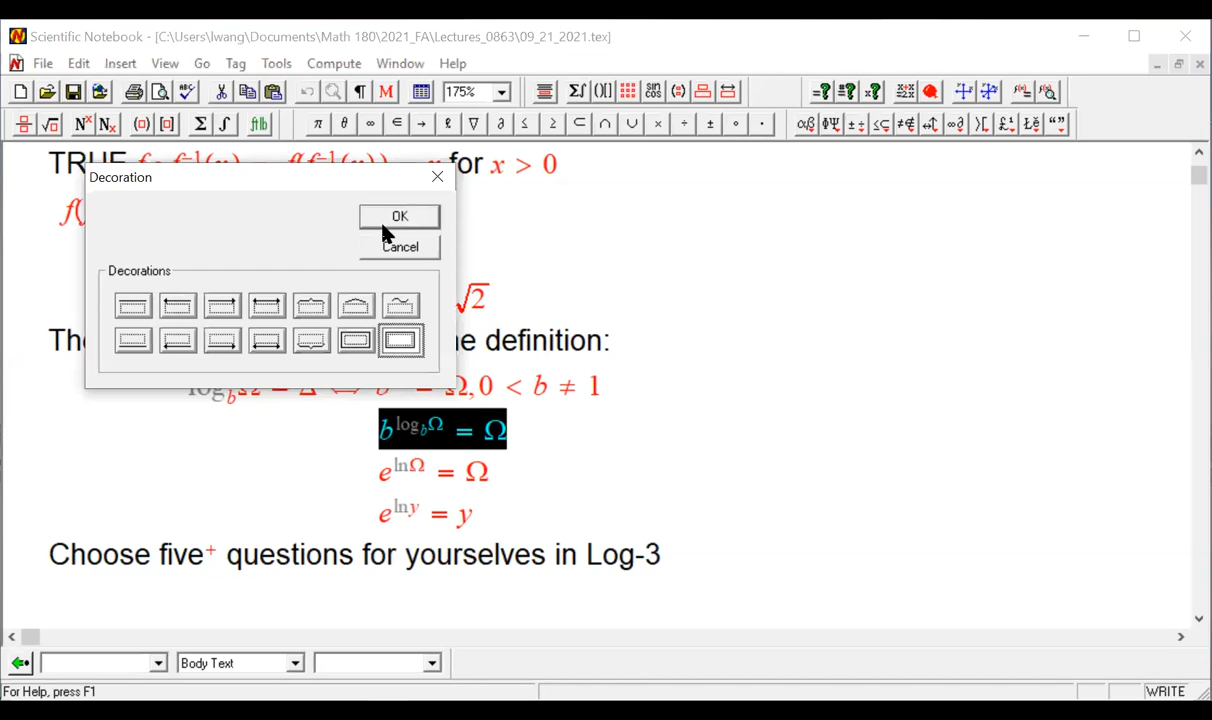 Scientific Notebook - [C:\Users\lwang\Documents\Math 180\2021_FA\Lectures_0863\09_21_2021.tex]
File Edit Insert View Go Tag Tools Compute Window Help
175%
TRUE for x > 0
Decoration
OK
Cancel
Decorations
√2
e definition:
Ω, 0 < b ≠ 1
b^{log_b Ω} = Ω
e^{lnΩ} = Ω
e^{ln y} = y
Choose five⁺ questions for yourselves in Log-3
Body Text
For Help, press F1
WRITE